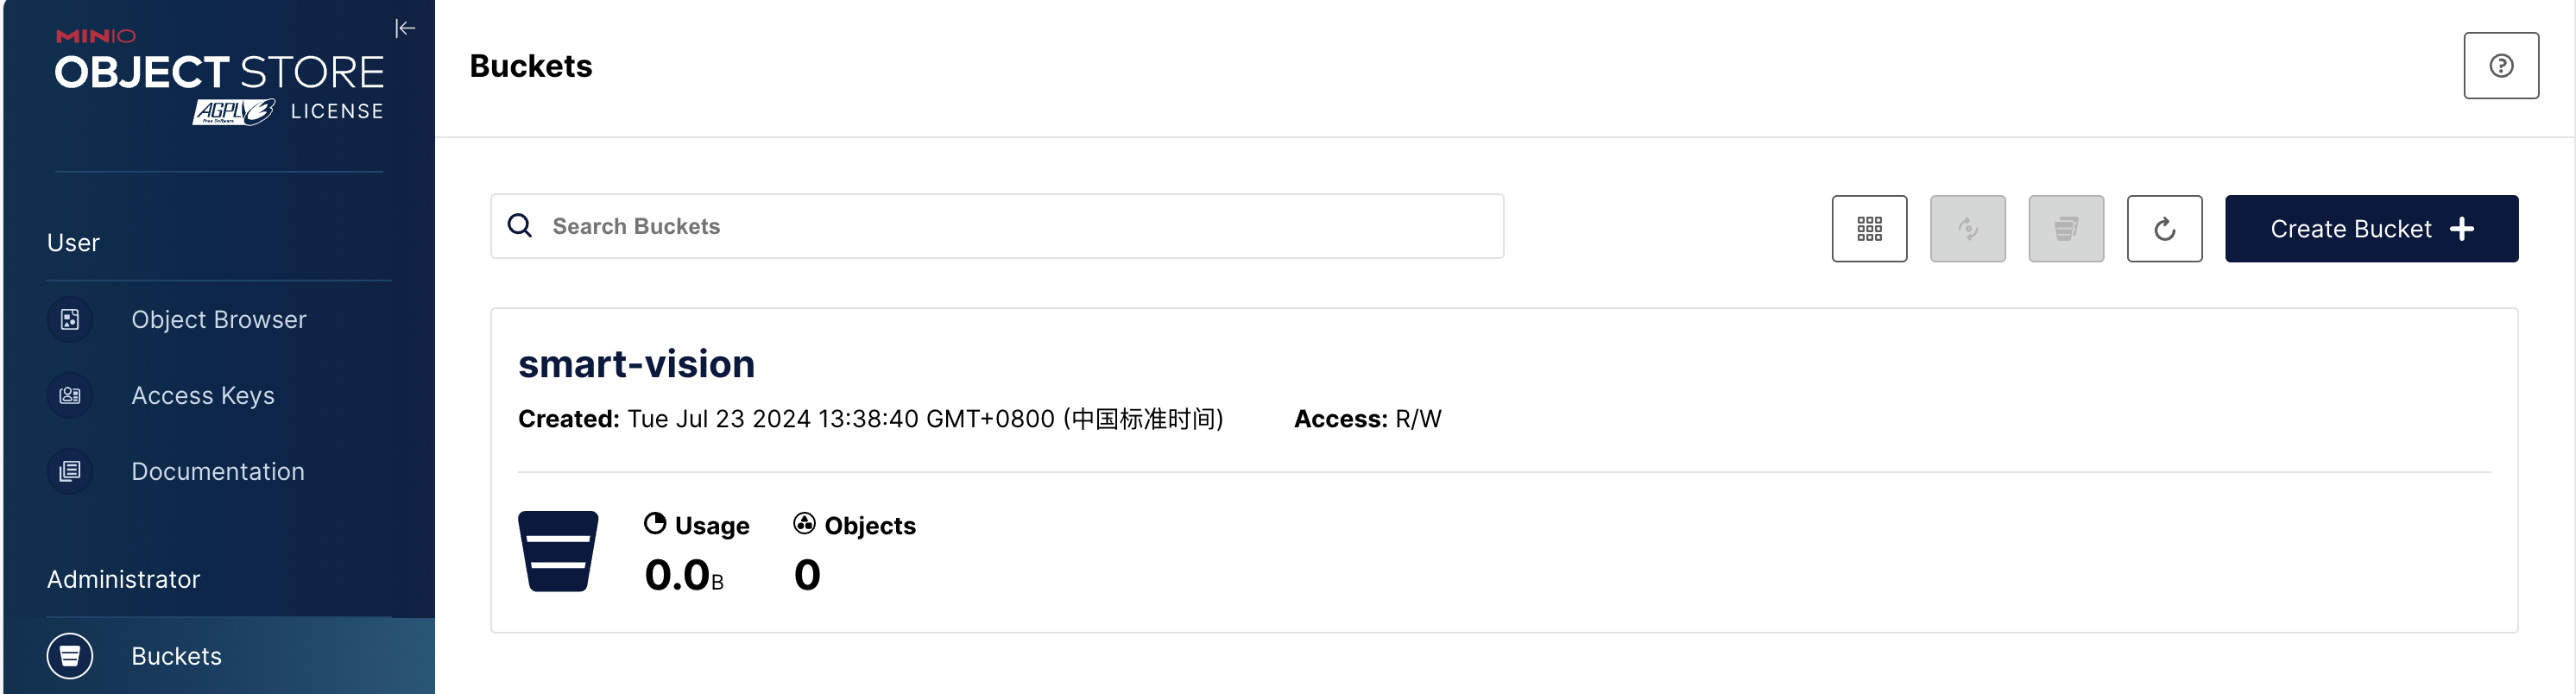 MINIO
OBJECT STORE
AGPLv3 Free Software LICENSE
User
Object Browser
Access Keys
Documentation
Administrator
Buckets
Buckets
Search Buckets
Create Bucket
smart-vision
Created: Tue Jul 23 2024 13:38:40 GMT+0800 (中国标准时间) Access: R/W
Usage Objects
0.0B 0